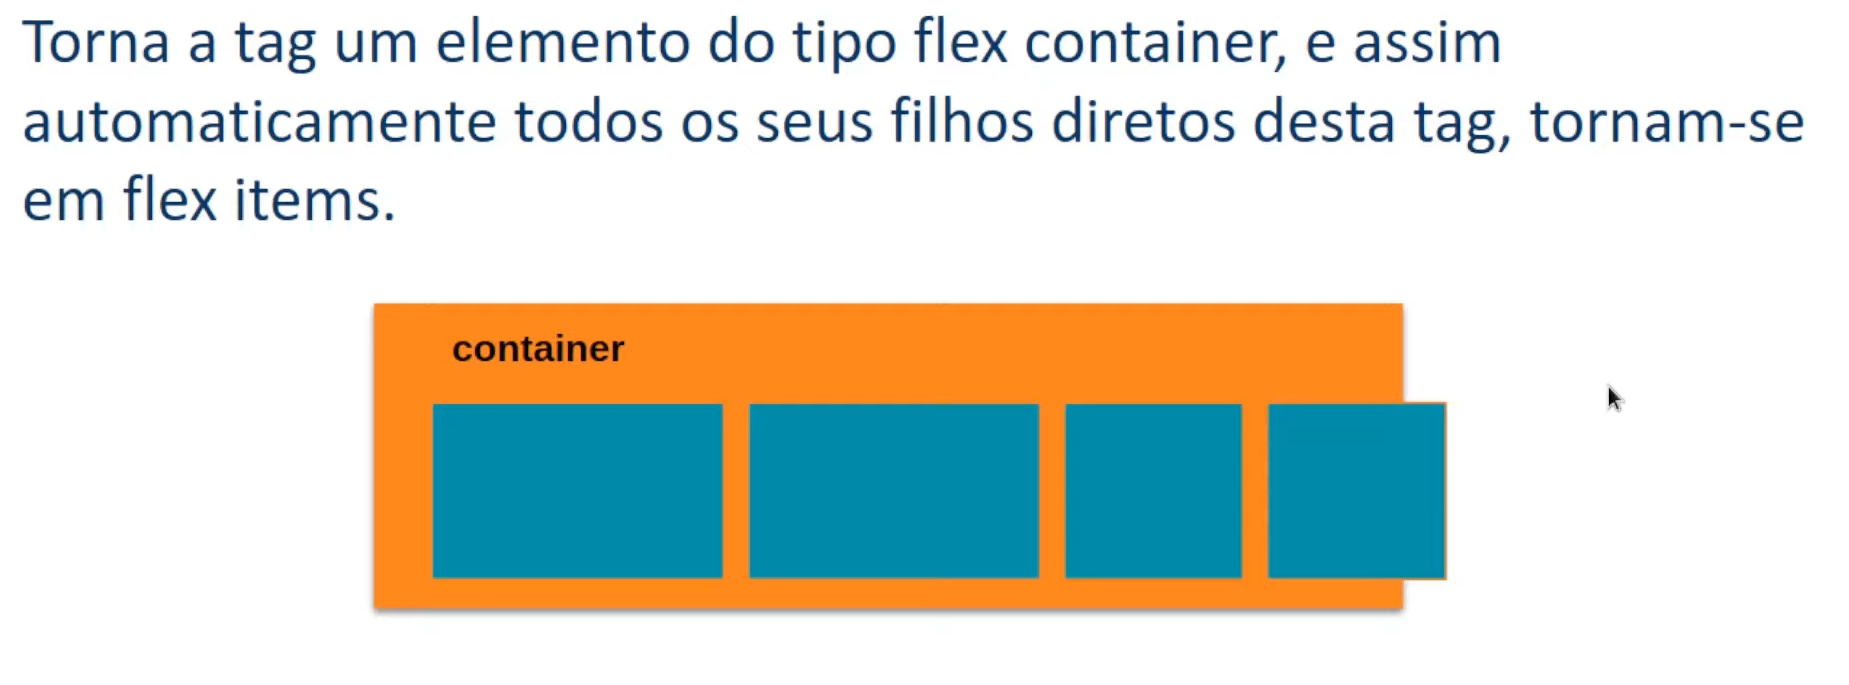 Torna a tag um elemento do tipo flex container, e assim
automaticamente todos os seus filhos diretos desta tag, tornam-se
em flex items.
container